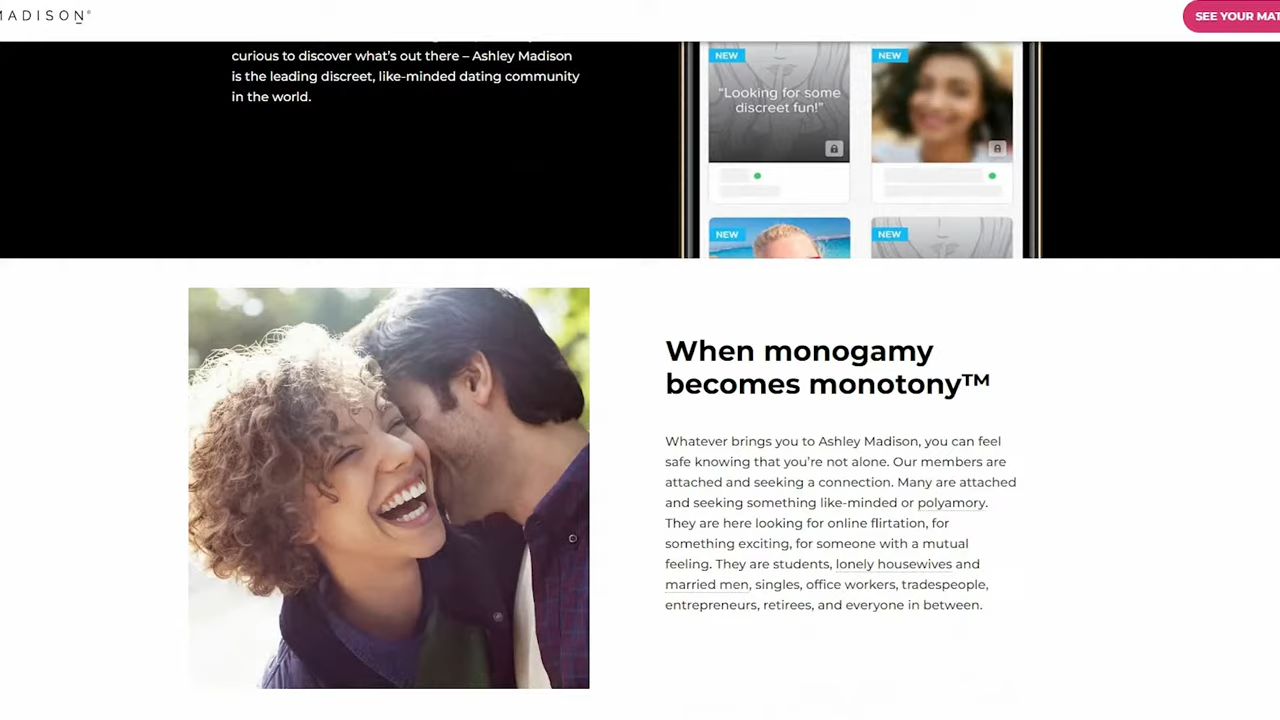 MADISON®
SEE YOUR MAT
curious to discover what's out there – Ashley Madison
is the leading discreet, like-minded dating community
in the world.
NEW
"Looking for some
discreet fun!"
NEW
NEW
NEW
When monogamy
becomes monotony™
Whatever brings you to Ashley Madison, you can feel
safe knowing that you're not alone. Our members are
attached and seeking a connection. Many are attached
and seeking something like-minded or polyamory.
They are here looking for online flirtation, for
something exciting, for someone with a mutual
feeling. They are students, lonely housewives and
married men, singles, office workers, tradespeople,
entrepreneurs, retirees, and everyone in between.